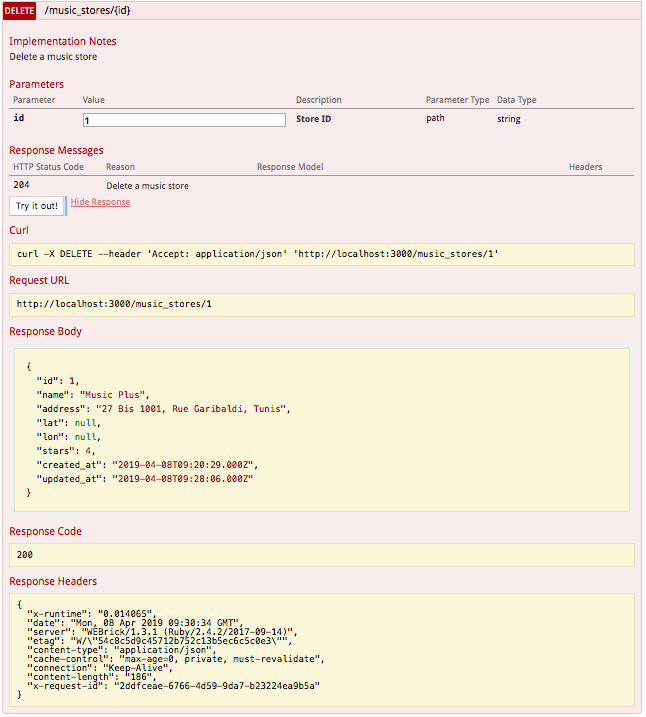 DELETE /music_stores/{id}
Implementation Notes
Delete a music store
Parameters
Parameter Value Description Parameter Type Data Type
id 1 Store ID path string
Response Messages
HTTP Status Code Reason Response Model Headers
204 Delete a music store
Try it out! Hide Response
Curl
curl -X DELETE --header 'Accept: application/json' 'http://localhost:3000/music_stores/1'
Request URL
http://localhost:3000/music_stores/1
Response Body
{
"id": 1,
"name": "Music Plus",
"address": "27 Bis 1001, Rue Garibaldi, Tunis",
"lat": null,
"lon": null,
"stars": 4,
"created_at": "2019-04-08T09:20:29.000Z",
"updated_at": "2019-04-08T09:28:06.000Z"
}
Response Code
200
Response Headers
{
"x-runtime": "0.014065",
"date": "Mon, 08 Apr 2019 09:30:34 GMT",
"server": "WEBrick/1.3.1 (Ruby/2.4.2/2017-09-14)",
"etag": "W/\"54c8c5d9c45712b752c13b5ec6c5c0e3\"",
"content-type": "application/json",
"cache-control": "max-age=0, private, must-revalidate",
"connection": "Keep-Alive",
"content-length": "186",
"x-request-id": "2ddfceae-6766-4d59-9da7-b23224ea9b5a"
}